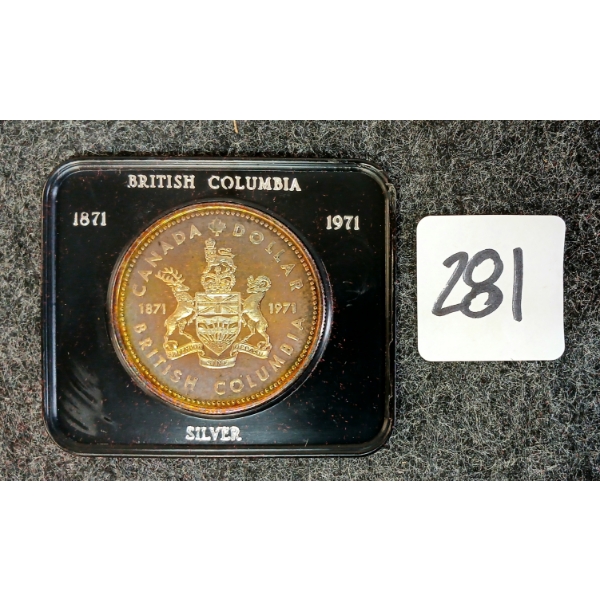 BRITISH COLUMBIA
1871 1971
CANADA DOLLAR
1871 1971
BRITISH COLUMBIA
SILVER
281